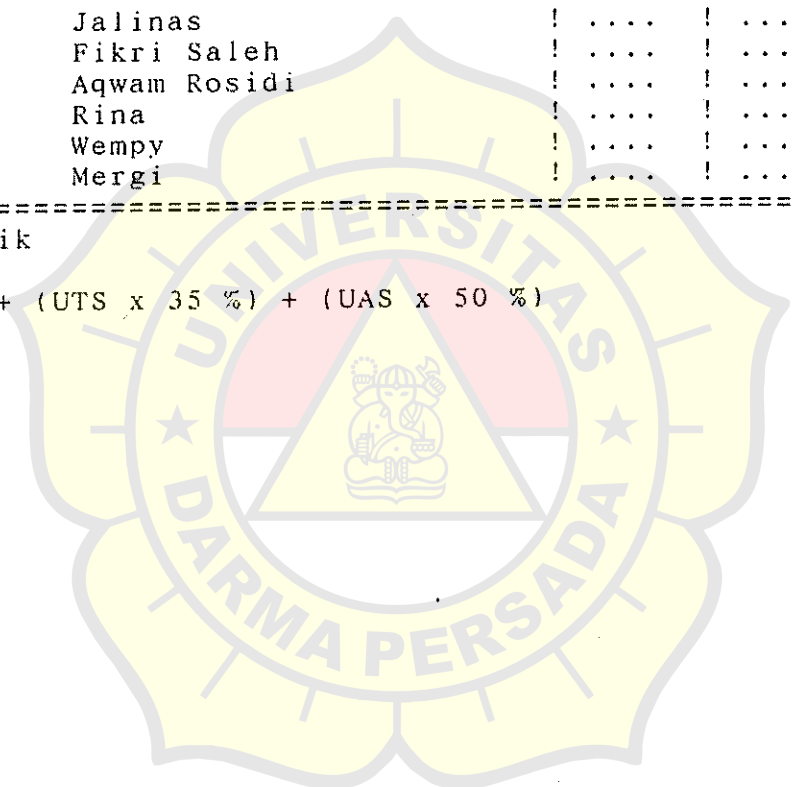 Jalinas ! .... ! ...
Fikri Saleh ! .... ! ...
Aqwam Rosidi ! .... ! ...
Rina ! .... ! ...
Wempy ! .... ! ...
Mergi ! .... ! ...
============================================
ik
+ (UTS x 35 %) + (UAS x 50 %)
UNIVERSITAS
DARMA PERSADA